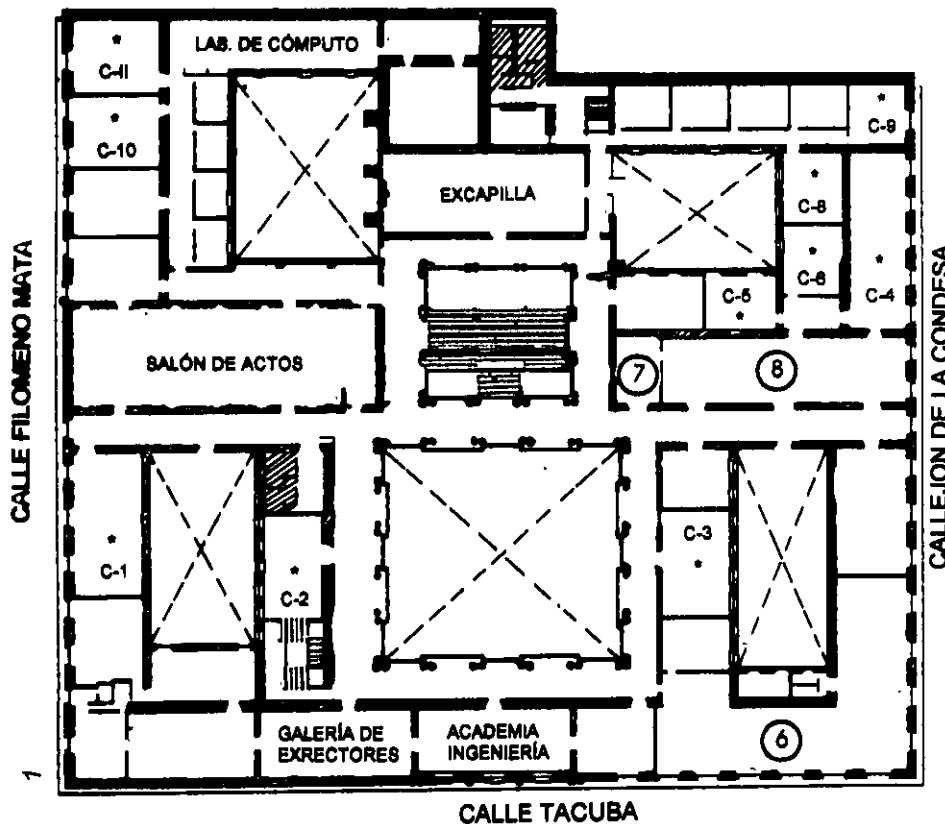 LAB. DE CÓMPUTO
*
C-11
*
C-10
*
C-9
EXCAPILLA
*
C-8
*
C-6
*
C-4
C-5
*
CALLE FILOMENO MATA
SALÓN DE ACTOS
7
8
CALLEJON DE LA CONDESA
*
C-1
*
C-2
C-3
*
GALERÍA DE
EXRECTORES
ACADEMIA
INGENIERÍA
6
1
CALLE TACUBA